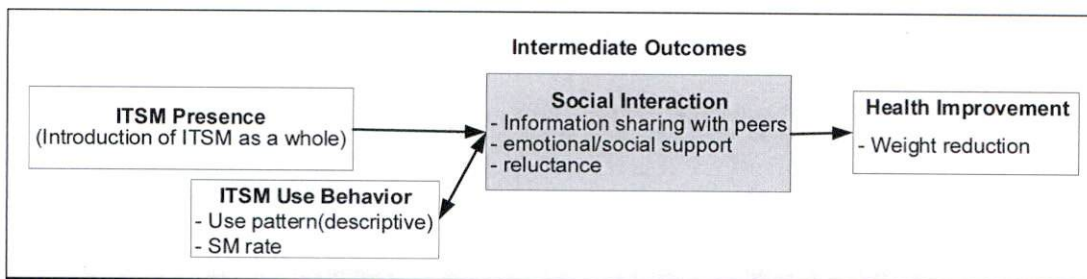 Intermediate Outcomes
ITSM Presence
(Introduction of ITSM as a whole)
Social Interaction
- Information sharing with peers
- emotional/social support
- reluctance
Health Improvement
- Weight reduction
ITSM Use Behavior
- Use pattern(descriptive)
- SM rate